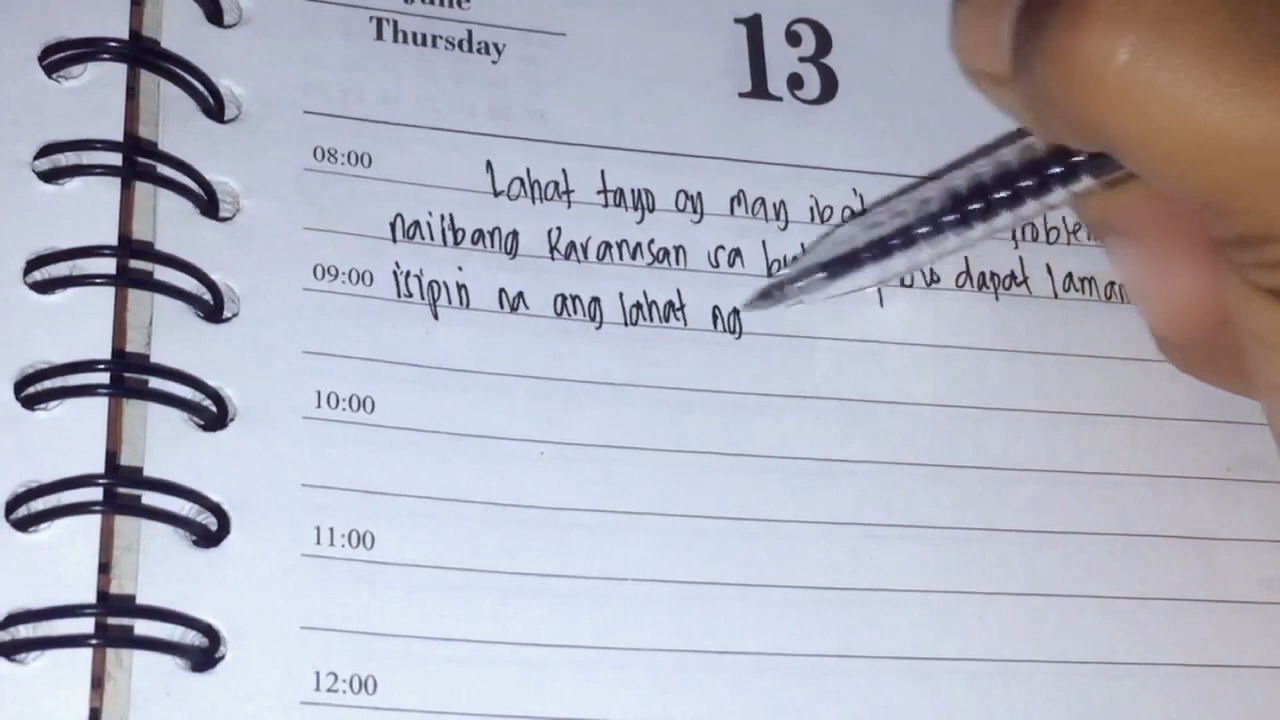 June
Thursday
13
08:00
Lahat tayo ay may
naiibang karanasan sa
09:00
dapat laman
isipin na ang lahat ng
10:00
11:00
12:00